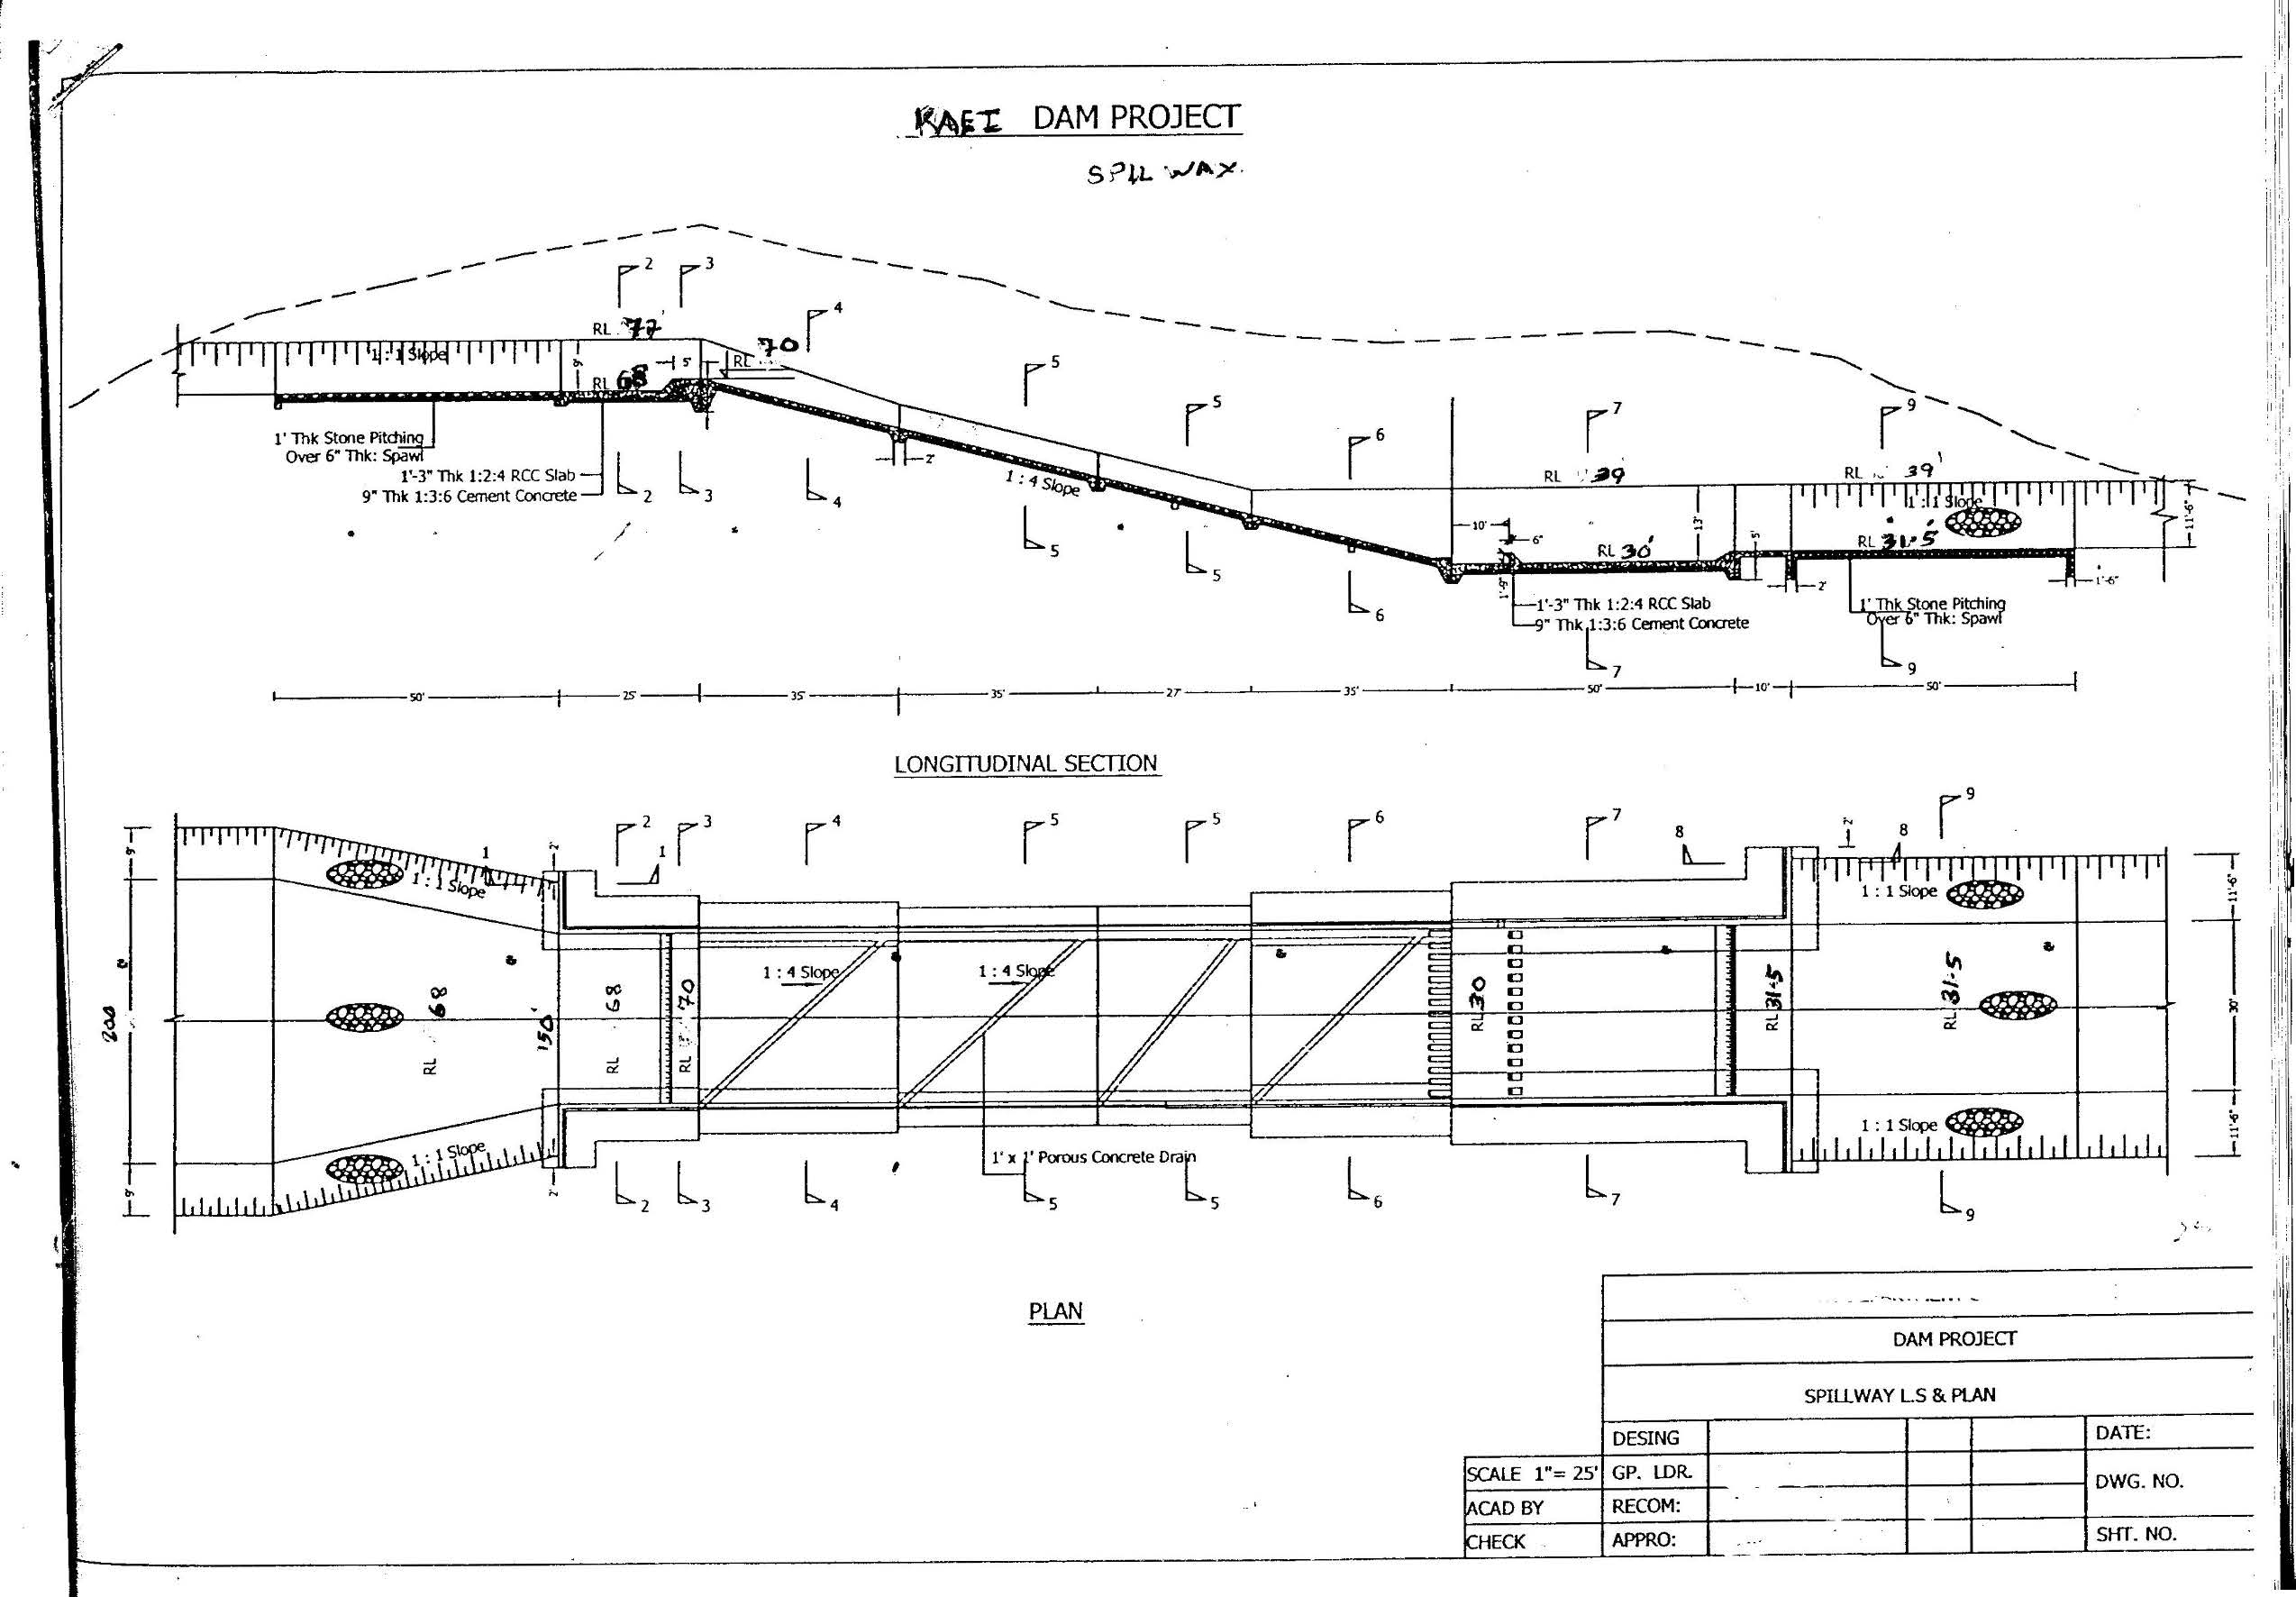 KAEI DAM PROJECT
SPIL WAY.
2
3
4
RL 77'
1 : 1 Slope
9'
5'
RL 70
RL 68
5
5
6
7
9
1' Thk Stone Pitching
Over 6" Thk: Spawl
1'-3" Thk 1:2:4 RCC Slab
9" Thk 1:3:6 Cement Concrete
2
3
4
2'
1 : 4 Slope
RL 39'
RL 39'
1 : 1 Slope
11'-6"
10'
6"
13'
5'
RL 30'
RL 31.5'
5
5
6
1'-9"
2'
1'-6"
1'-3" Thk 1:2:4 RCC Slab
9" Thk 1:3:6 Cement Concrete
1' Thk Stone Pitching
Over 6" Thk: Spawl
7
9
50'
25'
35'
35'
27'
35'
50'
10'
50'
LONGITUDINAL SECTION
2
3
4
5
5
6
7
8
2'
8
9
9'
1
2'
1
1 : 1 Slope
1 : 1 Slope
11'-6"
1 : 4 Slope
1 : 4 Slope
200
RL 68
150'
RL 68
RL 70
RL 30
RL 31.5
RL 31.5
30'
1 : 1 Slope
1 : 1 Slope
11'-6"
1' x 1' Porous Concrete Drain
9'
2'
2
3
4
5
5
6
7
9
PLAN
DAM PROJECT
SPILLWAY L.S & PLAN
DESING
DATE:
SCALE 1"= 25'
GP. LDR.
DWG. NO.
ACAD BY
RECOM:
CHECK
APPRO:
SHT. NO.